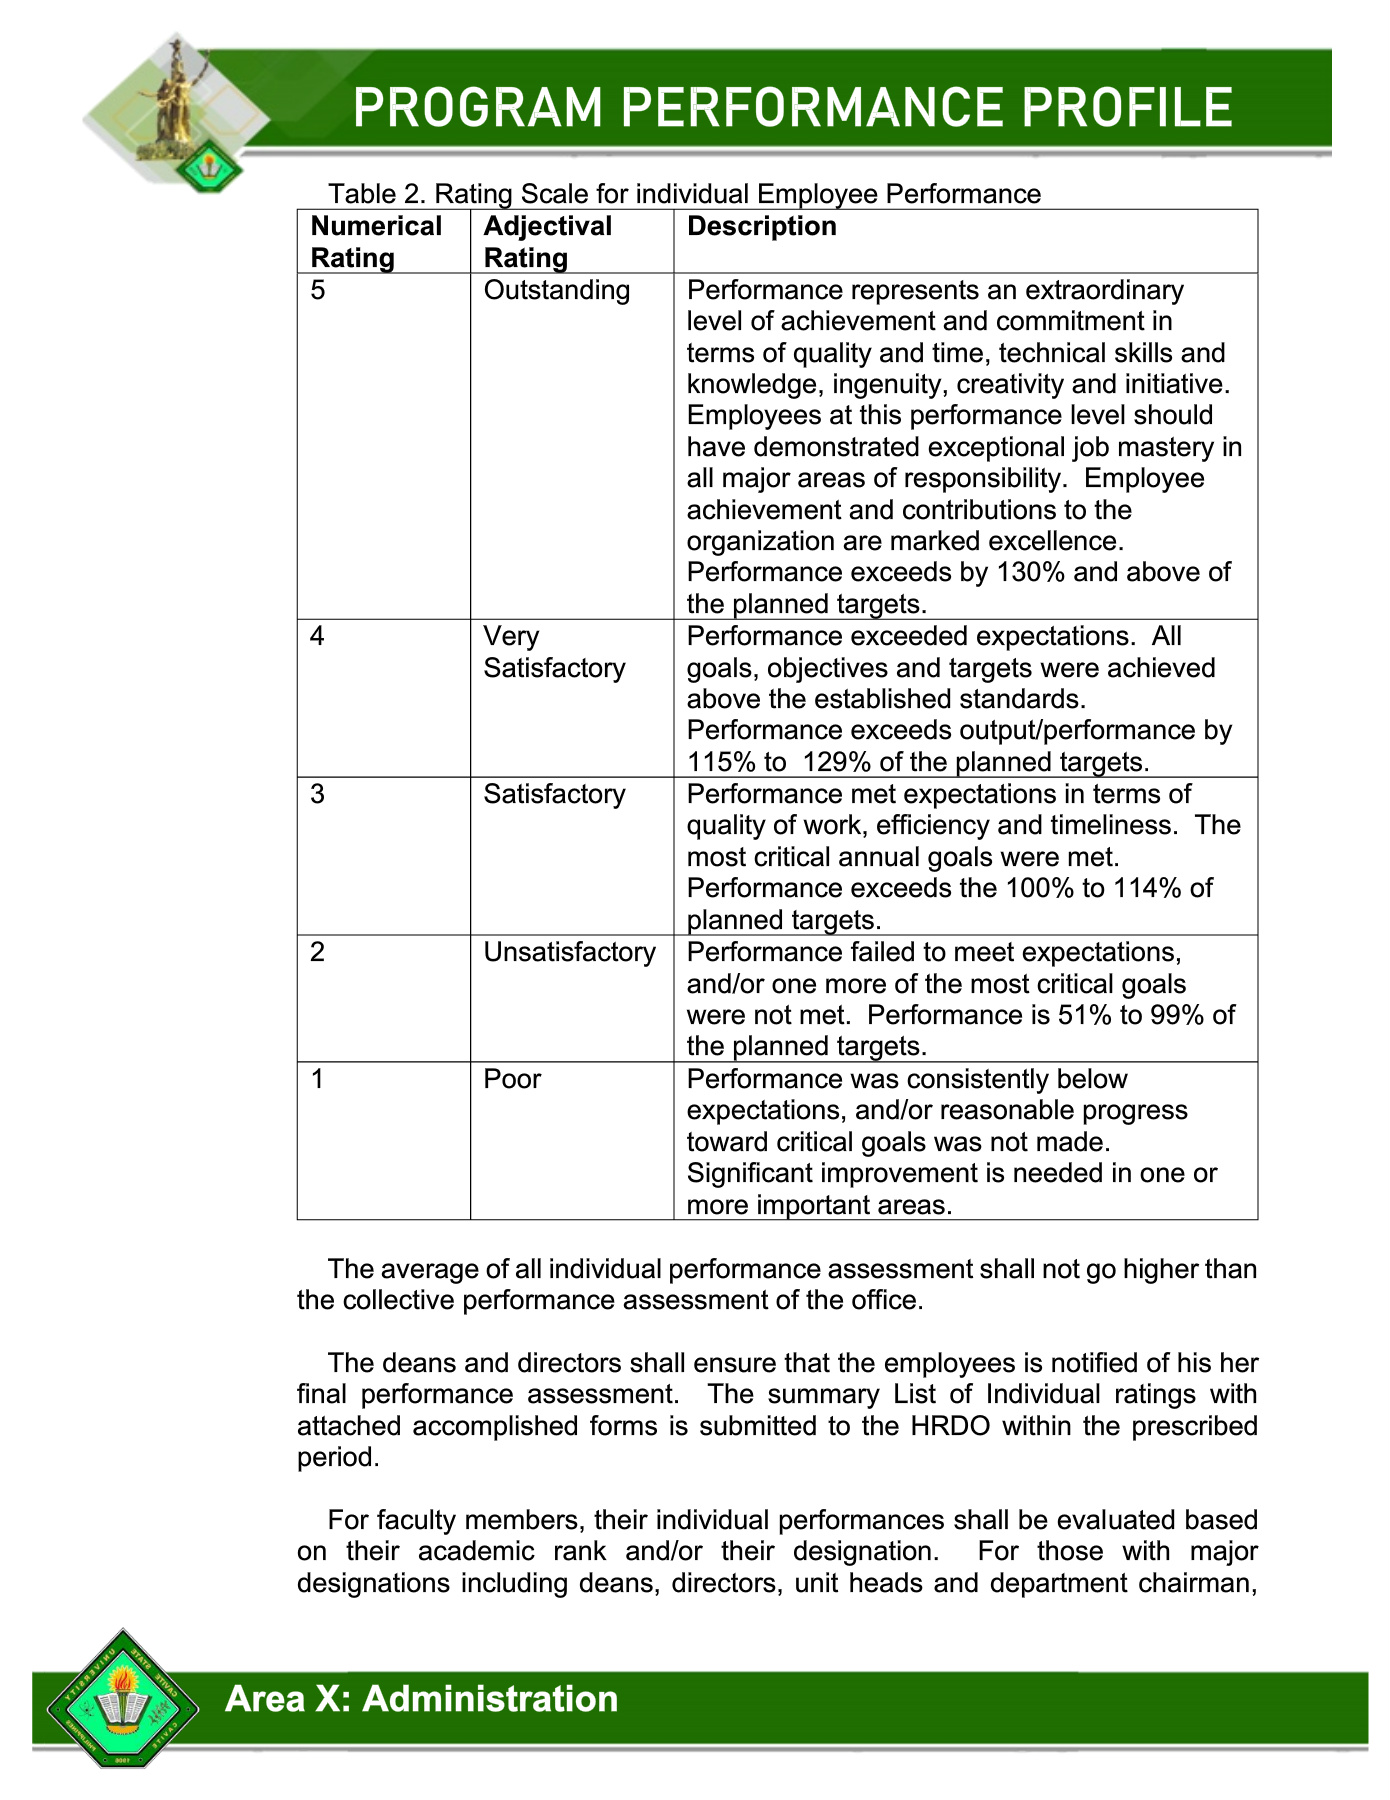 PROGRAM PERFORMANCE PROFILE
Table 2. Rating Scale for individual Employee Performance
Numerical Rating
Adjectival Rating
Description
5
Outstanding
Performance represents an extraordinary
level of achievement and commitment in
terms of quality and time, technical skills and
knowledge, ingenuity, creativity and initiative.
Employees at this performance level should
have demonstrated exceptional job mastery in
all major areas of responsibility.  Employee
achievement and contributions to the
organization are marked excellence.
Performance exceeds by 130% and above of
the planned targets.
4
Very
Satisfactory
Performance exceeded expectations.  All
goals, objectives and targets were achieved
above the established standards.
Performance exceeds output/performance by
115% to  129% of the planned targets.
3
Satisfactory
Performance met expectations in terms of
quality of work, efficiency and timeliness.  The
most critical annual goals were met.
Performance exceeds the 100% to 114% of
planned targets.
2
Unsatisfactory
Performance failed to meet expectations,
and/or one more of the most critical goals
were not met.  Performance is 51% to 99% of
the planned targets.
1
Poor
Performance was consistently below
expectations, and/or reasonable progress
toward critical goals was not made.
Significant improvement is needed in one or
more important areas.
The average of all individual performance assessment shall not go higher than
the collective performance assessment of the office.
The deans and directors shall ensure that the employees is notified of his her
final performance assessment.  The summary List of Individual ratings with
attached accomplished forms is submitted to the HRDO within the prescribed
period.
For faculty members, their individual performances shall be evaluated based
on their academic rank and/or their designation.  For those with major
designations including deans, directors, unit heads and department chairman,
CAVITE STATE UNIVERSITY
CAVITE
PHILIPPINES
1906
Area X: Administration